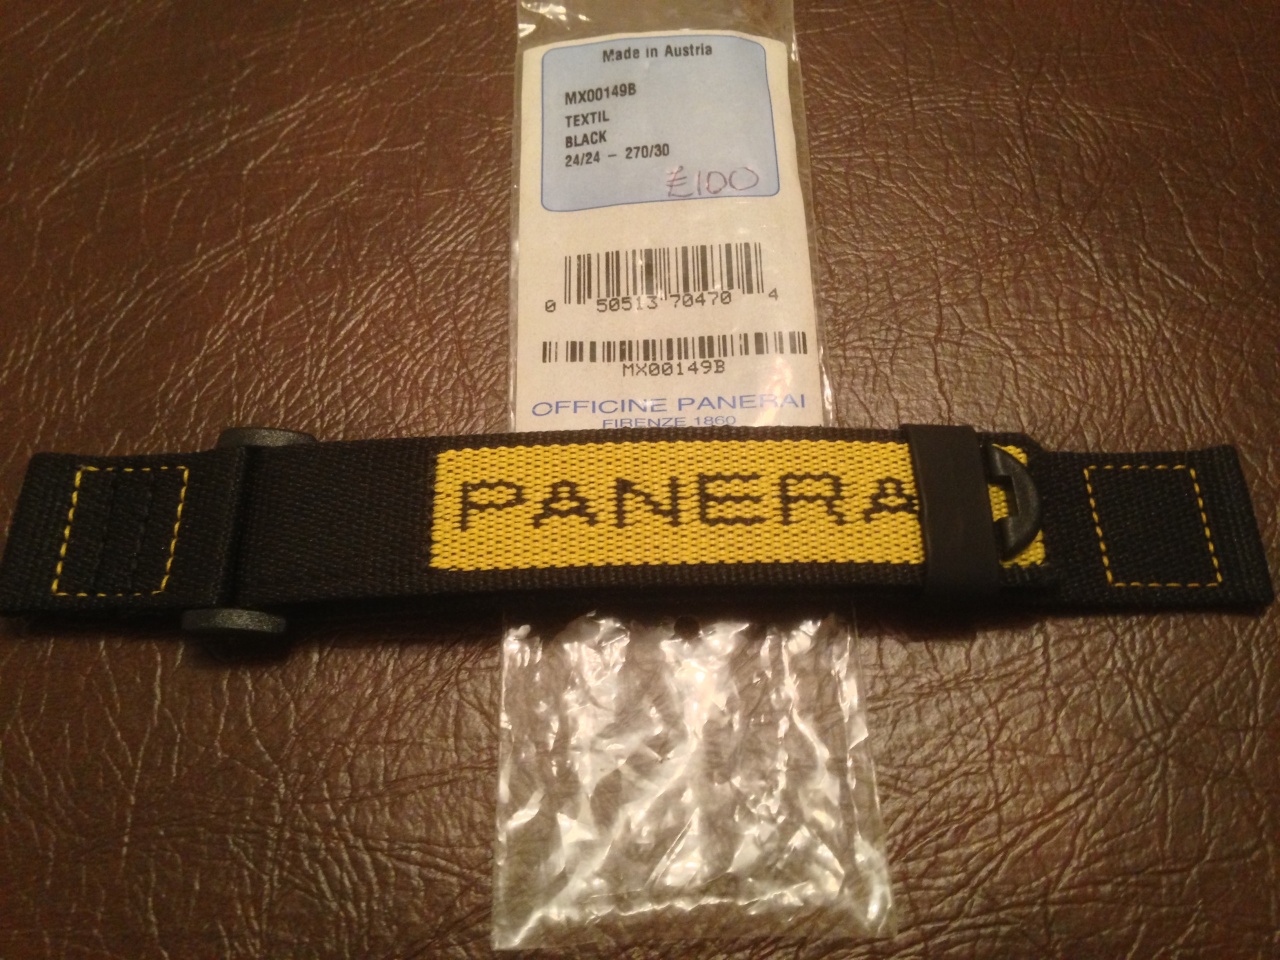 Made in Austria
MX00149B
TEXTIL
BLACK
24/24 – 270/30
£100
0 50513 70470 4
MX00149B
OFFICINE PANERAI
FIRENZE 1860
PANERA